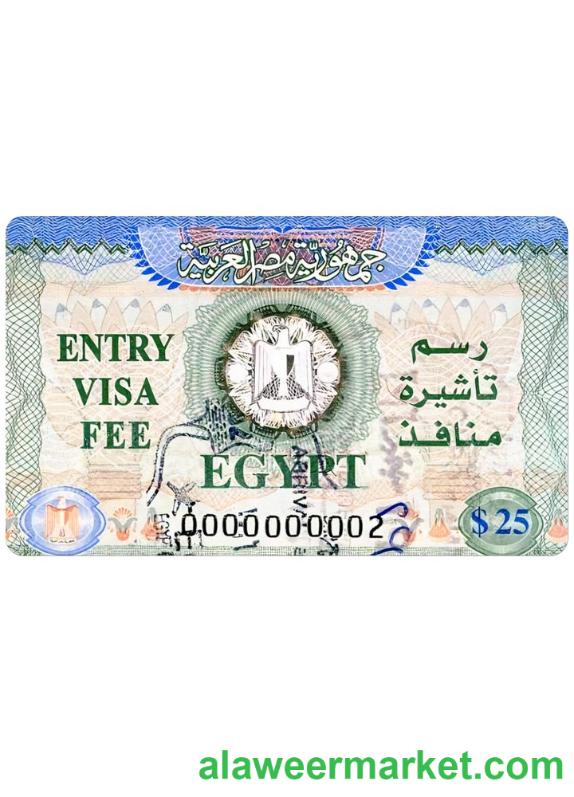 جمهورية مصر العربية
ENTRY
VISA
FEE
رسم
تأشيرة
منافذ
EGYPT
0000000002
$ 25
alaweermarket.com